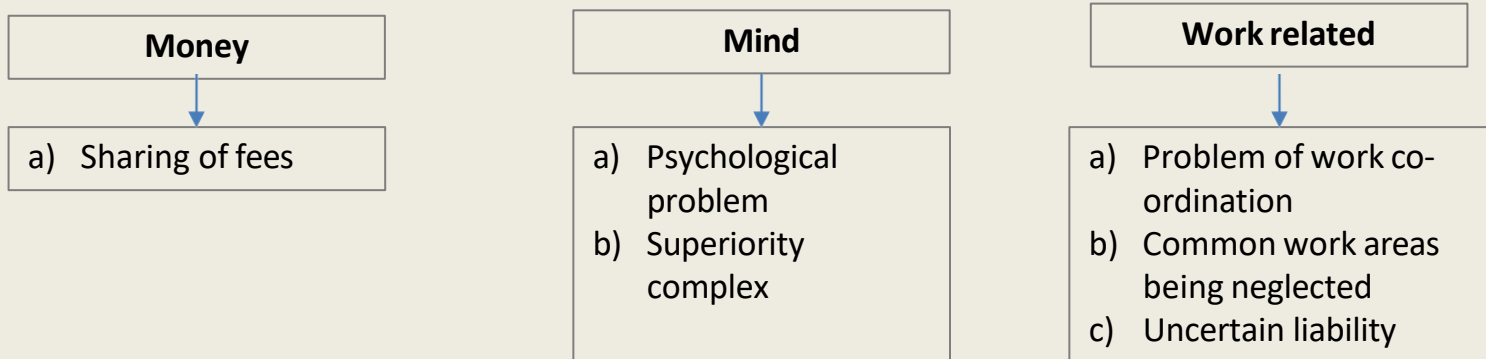 Money
a) Sharing of fees
Mind
a) Psychological
problem
b) Superiority
complex
Work related
a) Problem of work co-
ordination
b) Common work areas
being neglected
c) Uncertain liability